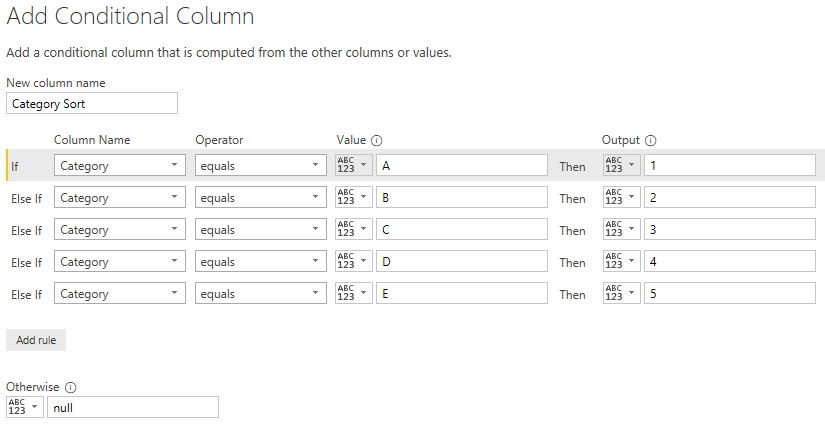 Add Conditional Column
Add a conditional column that is computed from the other columns or values.
New column name
Category Sort
Column Name Operator Value Output
If Category equals ABC 123 A Then ABC 123 1
Else If Category equals ABC 123 B Then ABC 123 2
Else If Category equals ABC 123 C Then ABC 123 3
Else If Category equals ABC 123 D Then ABC 123 4
Else If Category equals ABC 123 E Then ABC 123 5
Add rule
Otherwise
ABC 123 null